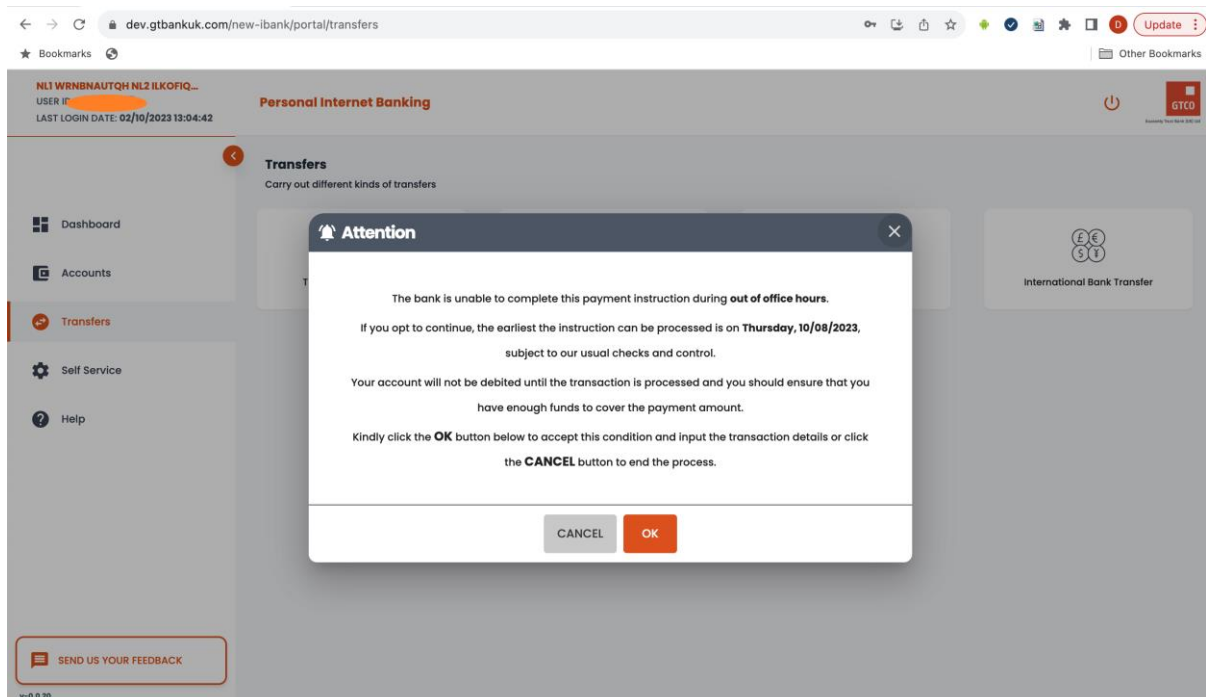 dev.gtbankuk.com/new-ibank/portal/transfers
D
Update
Bookmarks
Other Bookmarks
NL1 WRNBNAUTQH NL2 ILKOFIQ...
USER ID
LAST LOGIN DATE: 02/10/2023 13:04:42
Personal Internet Banking
GTCO
Transfers
Carry out different kinds of transfers
Dashboard
Accounts
Transfers
Self Service
Help
International Bank Transfer
Attention
The bank is unable to complete this payment instruction during out of office hours.
If you opt to continue, the earliest the instruction can be processed is on Thursday, 10/08/2023,
subject to our usual checks and control.
Your account will not be debited until the transaction is processed and you should ensure that you
have enough funds to cover the payment amount.
Kindly click the OK button below to accept this condition and input the transaction details or click
the CANCEL button to end the process.
CANCEL
OK
SEND US YOUR FEEDBACK